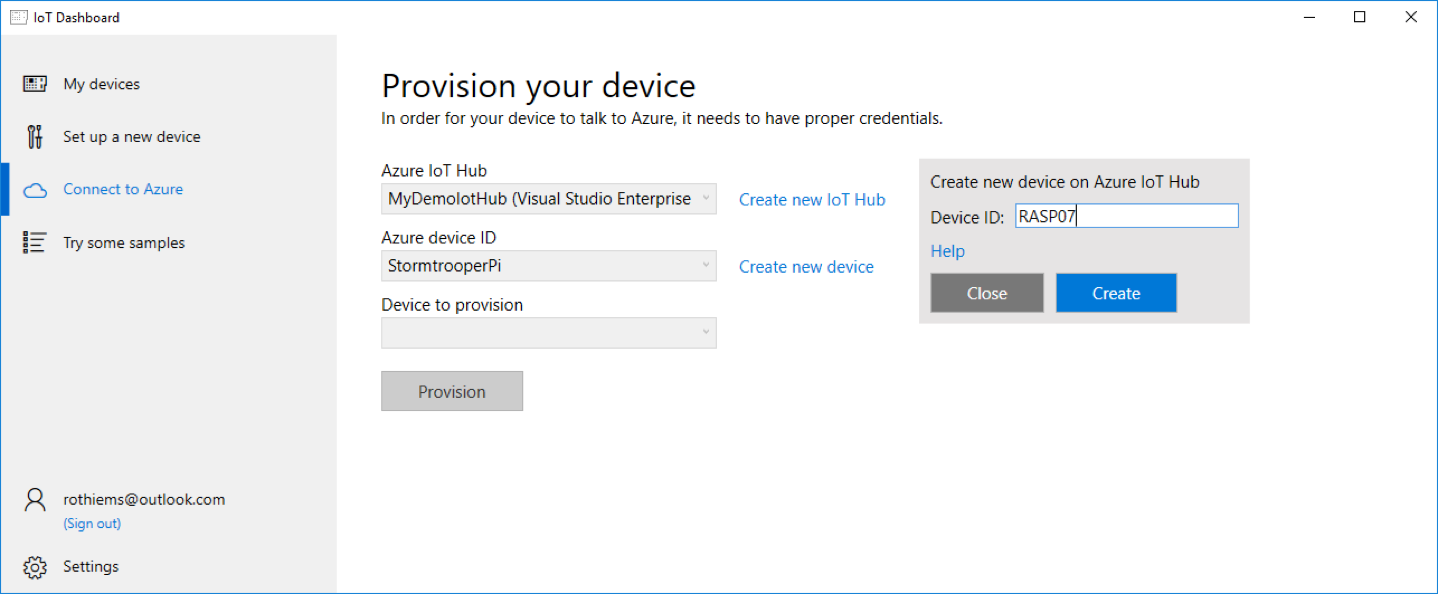 IoT Dashboard
My devices
Set up a new device
Connect to Azure
Try some samples
rothiems@outlook.com
(Sign out)
Settings
Provision your device
In order for your device to talk to Azure, it needs to have proper credentials.
Azure IoT Hub
MyDemoIotHub (Visual Studio Enterprise
Create new IoT Hub
Azure device ID
StormtrooperPi
Create new device
Device to provision
Provision
Create new device on Azure IoT Hub
Device ID: RASP07
Help
Close Create